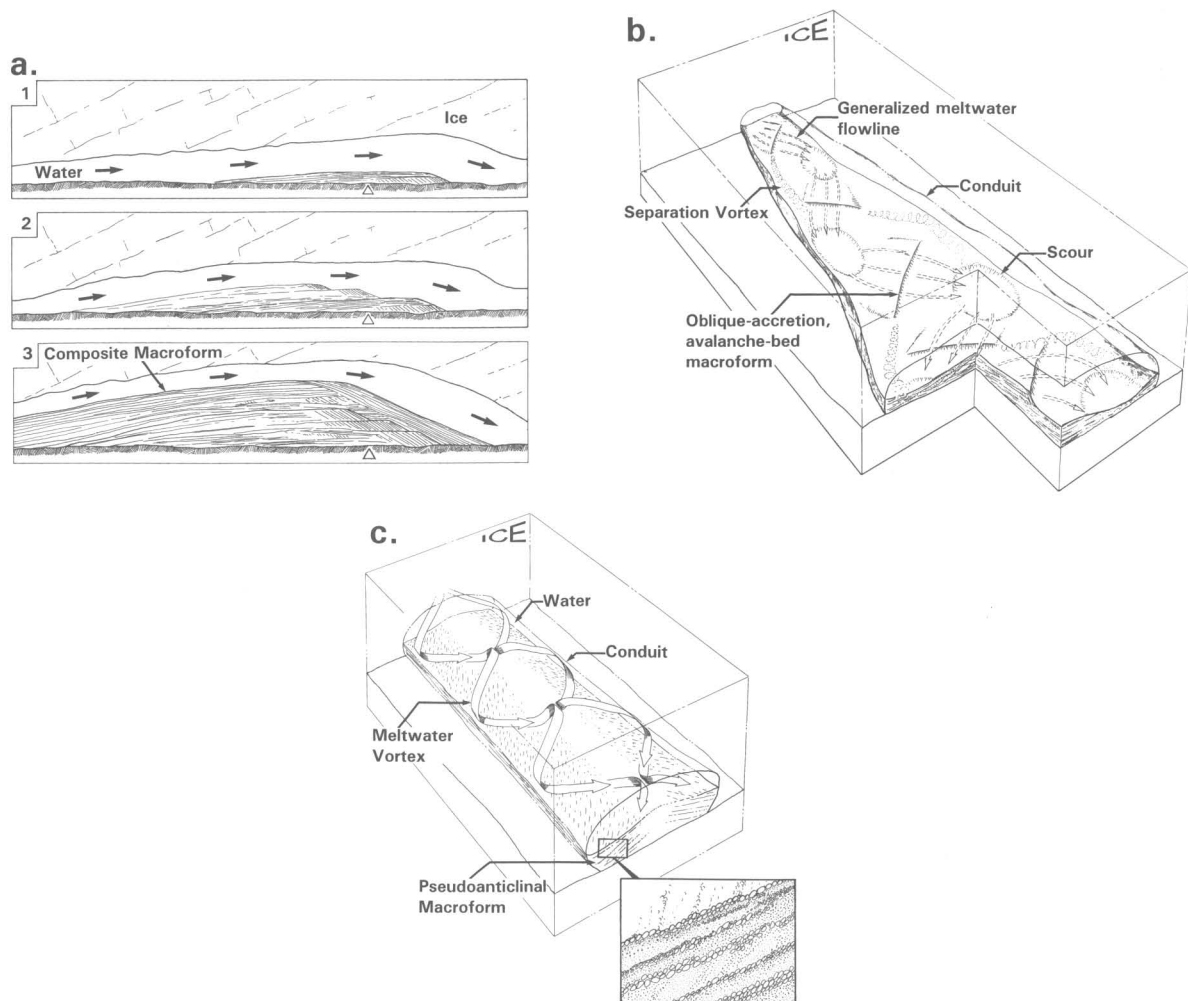 a.
1
Ice
Water
2
3
Composite Macroform
b.
ICE
Generalized meltwater
flowline
Conduit
Separation Vortex
Scour
Oblique-accretion,
avalanche-bed
macroform
c.
ICE
Water
Conduit
Meltwater
Vortex
Pseudoanticlinal
Macroform